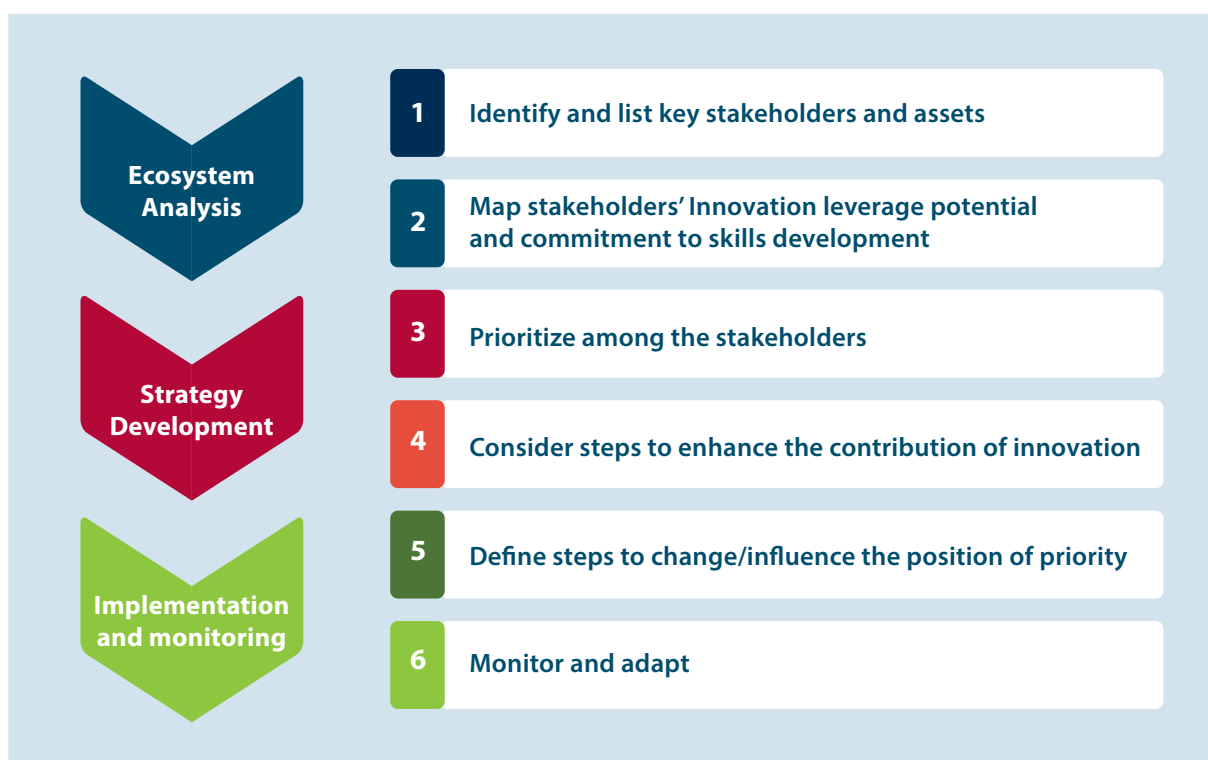 Ecosystem
Analysis
1
Identify and list key stakeholders and assets
2
Map stakeholders’ Innovation leverage potential
and commitment to skills development
Strategy
Development
3
Prioritize among the stakeholders
4
Consider steps to enhance the contribution of innovation
Implementation
and monitoring
5
Define steps to change/influence the position of priority
6
Monitor and adapt